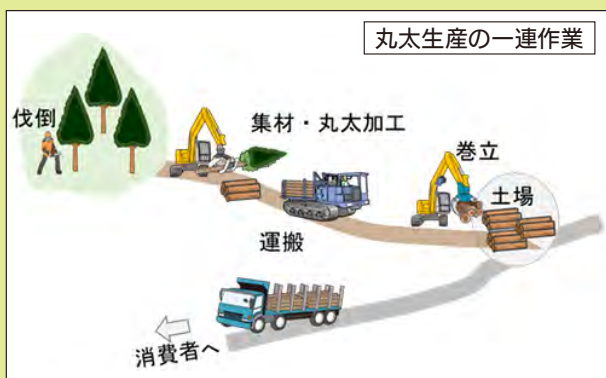 丸太生産の一連作業
伐倒
集材・丸太加工
巻立
土場
運搬
消費者へ